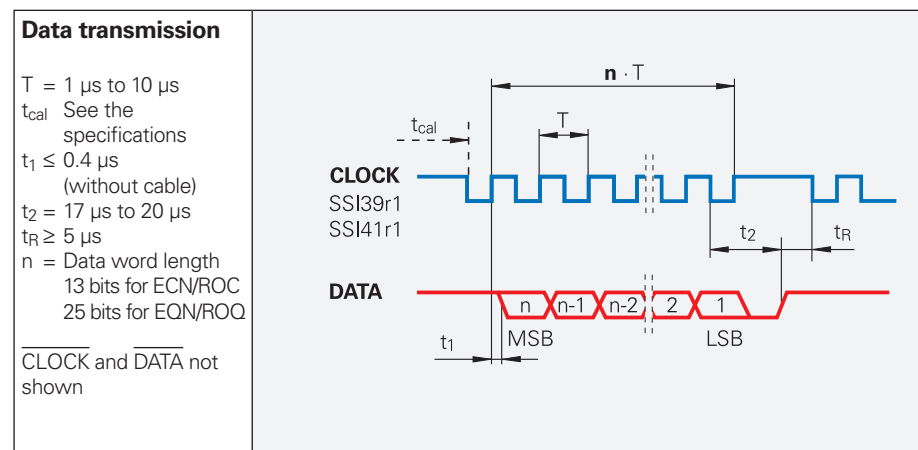 Data transmission
T = 1 µs to 10 µs
tcal See the
specifications
t1 ≤ 0.4 µs
(without cable)
t2 = 17 µs to 20 µs
tR ≥ 5 µs
n = Data word length
13 bits for ECN/ROC
25 bits for EQN/ROQ
C̅L̅O̅C̅K̅ and D̅A̅T̅A̅ not
shown
n · T
tcal
T
CLOCK
SSI39r1
SSI41r1
t2
tR
DATA
n n-1 n-2 2 1
t1
MSB
LSB